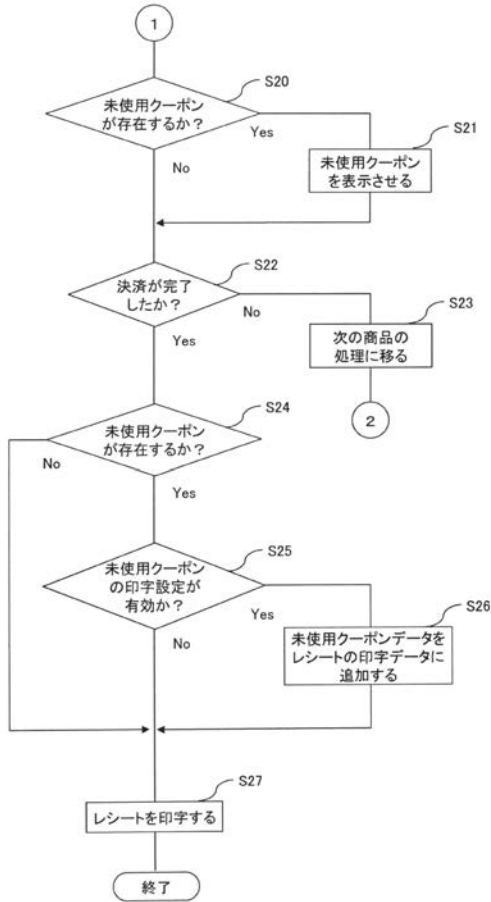 1
S20
未使用クーポン
が存在するか？
Yes
No
S21
未使用クーポン
を表示させる
S22
決済が完了
したか？
No
Yes
S23
次の商品の
処理に移る
2
S24
未使用クーポン
が存在するか？
No
Yes
S25
未使用クーポン
の印字設定が
有効か？
Yes
No
S26
未使用クーポンデータを
レシートの印字データに
追加する
S27
レシートを印字する
終了